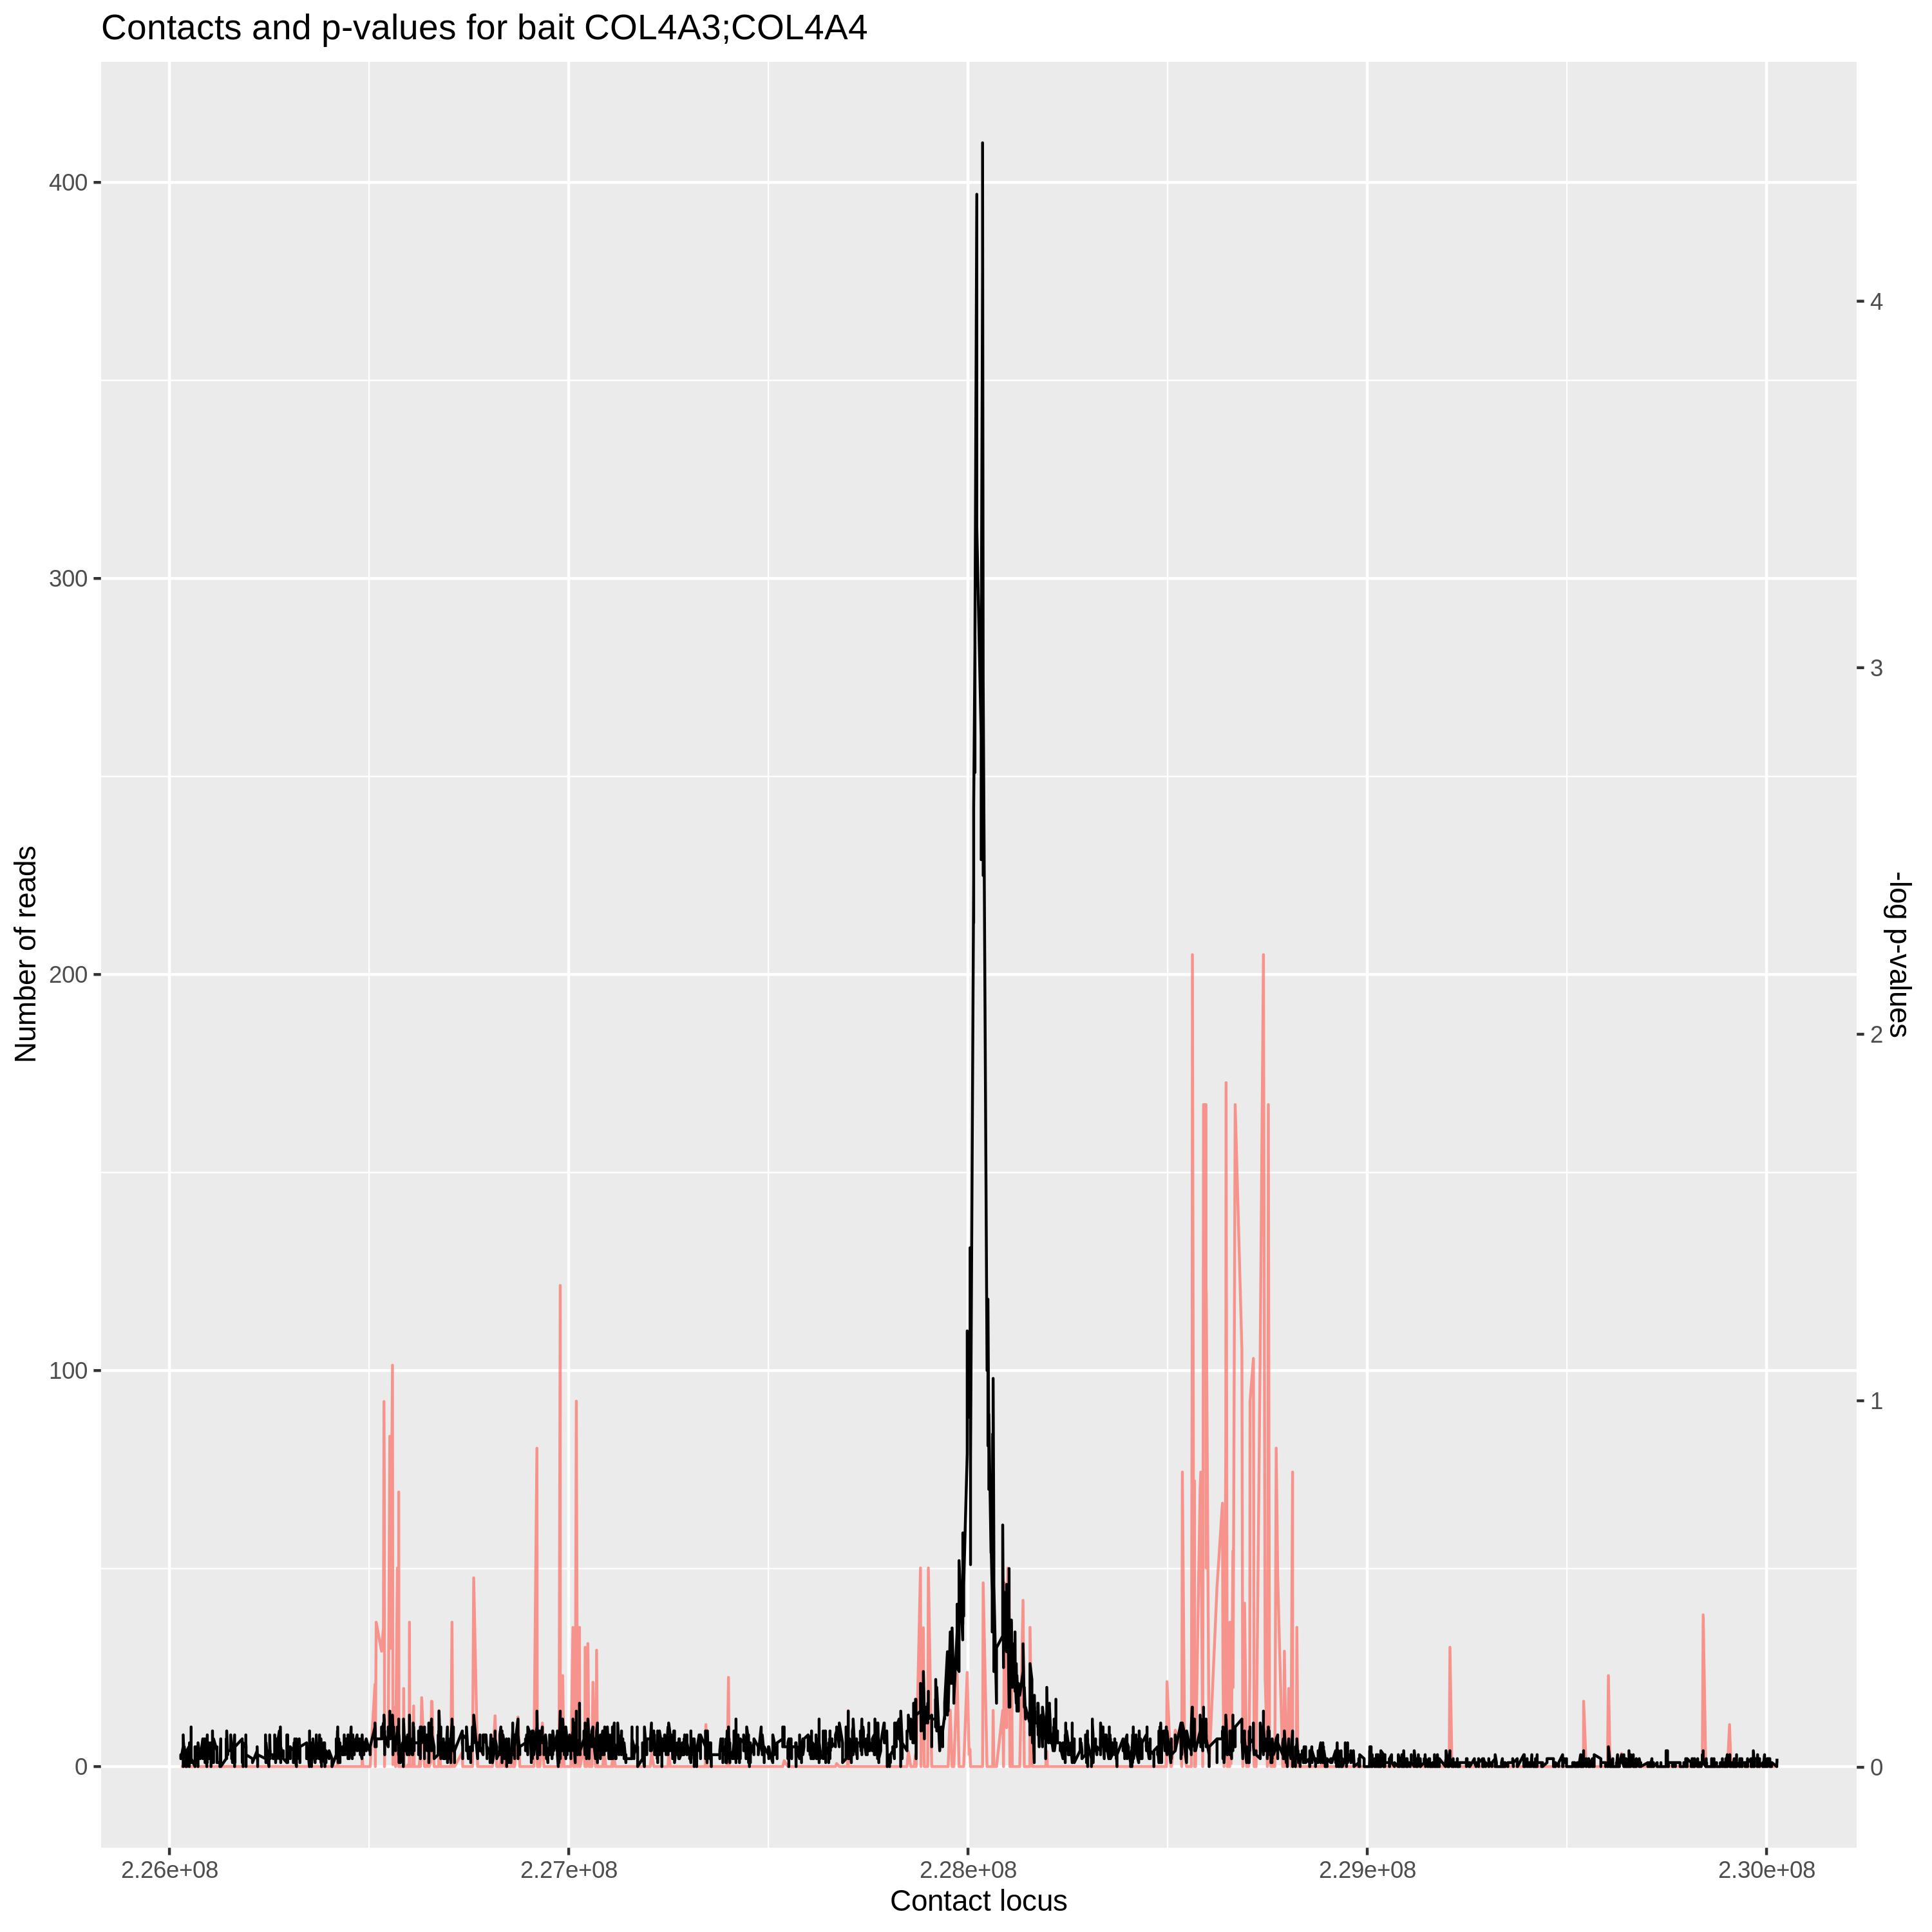 Contacts and p-values for bait COL4A3;COL4A4
400
300
200
100
0
Number of reads
4
3
2
1
0
-log p-values
2.26e+08
2.27e+08
2.28e+08
2.29e+08
2.30e+08
Contact locus